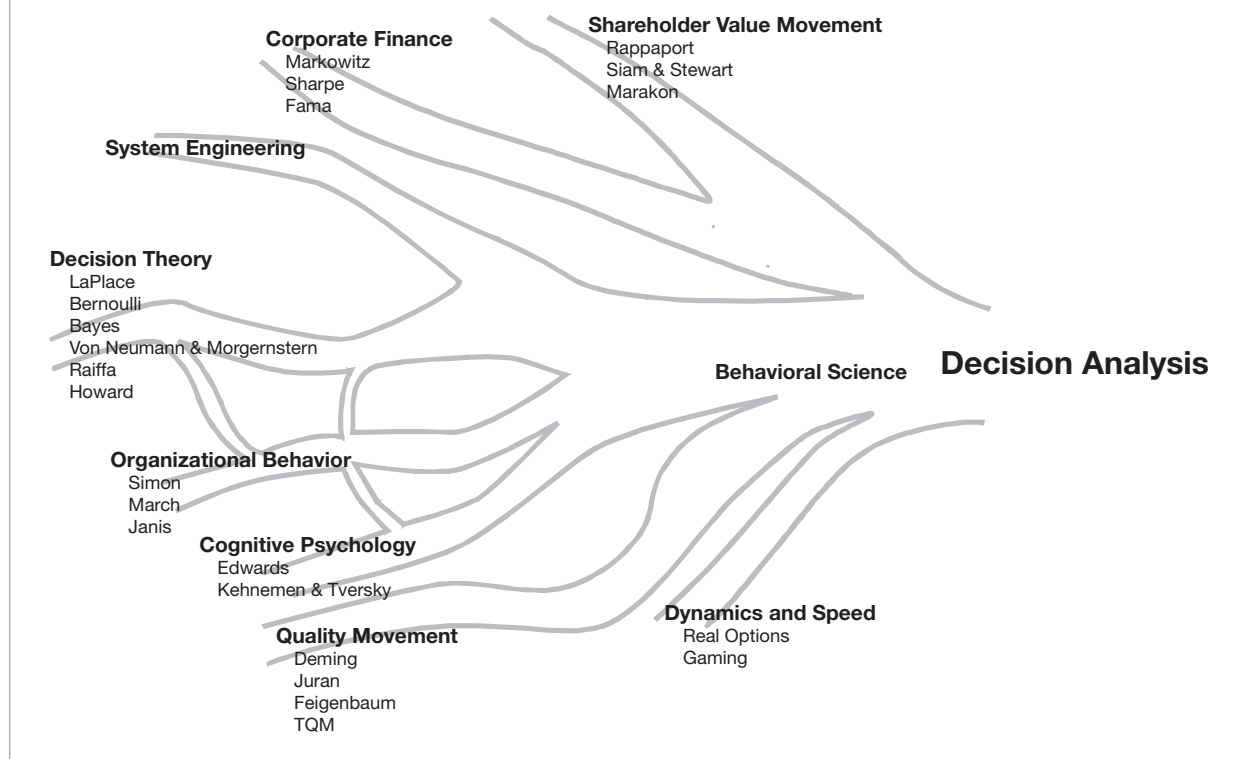 Shareholder Value Movement
Rappaport
Siam & Stewart
Marakon
Corporate Finance
Markowitz
Sharpe
Fama
System Engineering
Decision Theory
LaPlace
Bernoulli
Bayes
Von Neumann & Morgernstern
Raiffa
Howard
Behavioral Science
Decision Analysis
Organizational Behavior
Simon
March
Janis
Cognitive Psychology
Edwards
Kehnemen & Tversky
Quality Movement
Deming
Juran
Feigenbaum
TQM
Dynamics and Speed
Real Options
Gaming